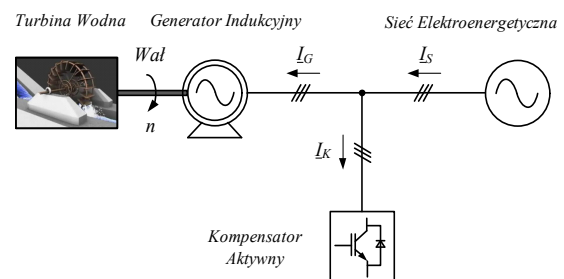 Turbina Wodna
Generator Indukcyjny
Sieć Elektroenergetyczna
Wał
I_G
I_S
n
I_K
Kompensator
Aktywny